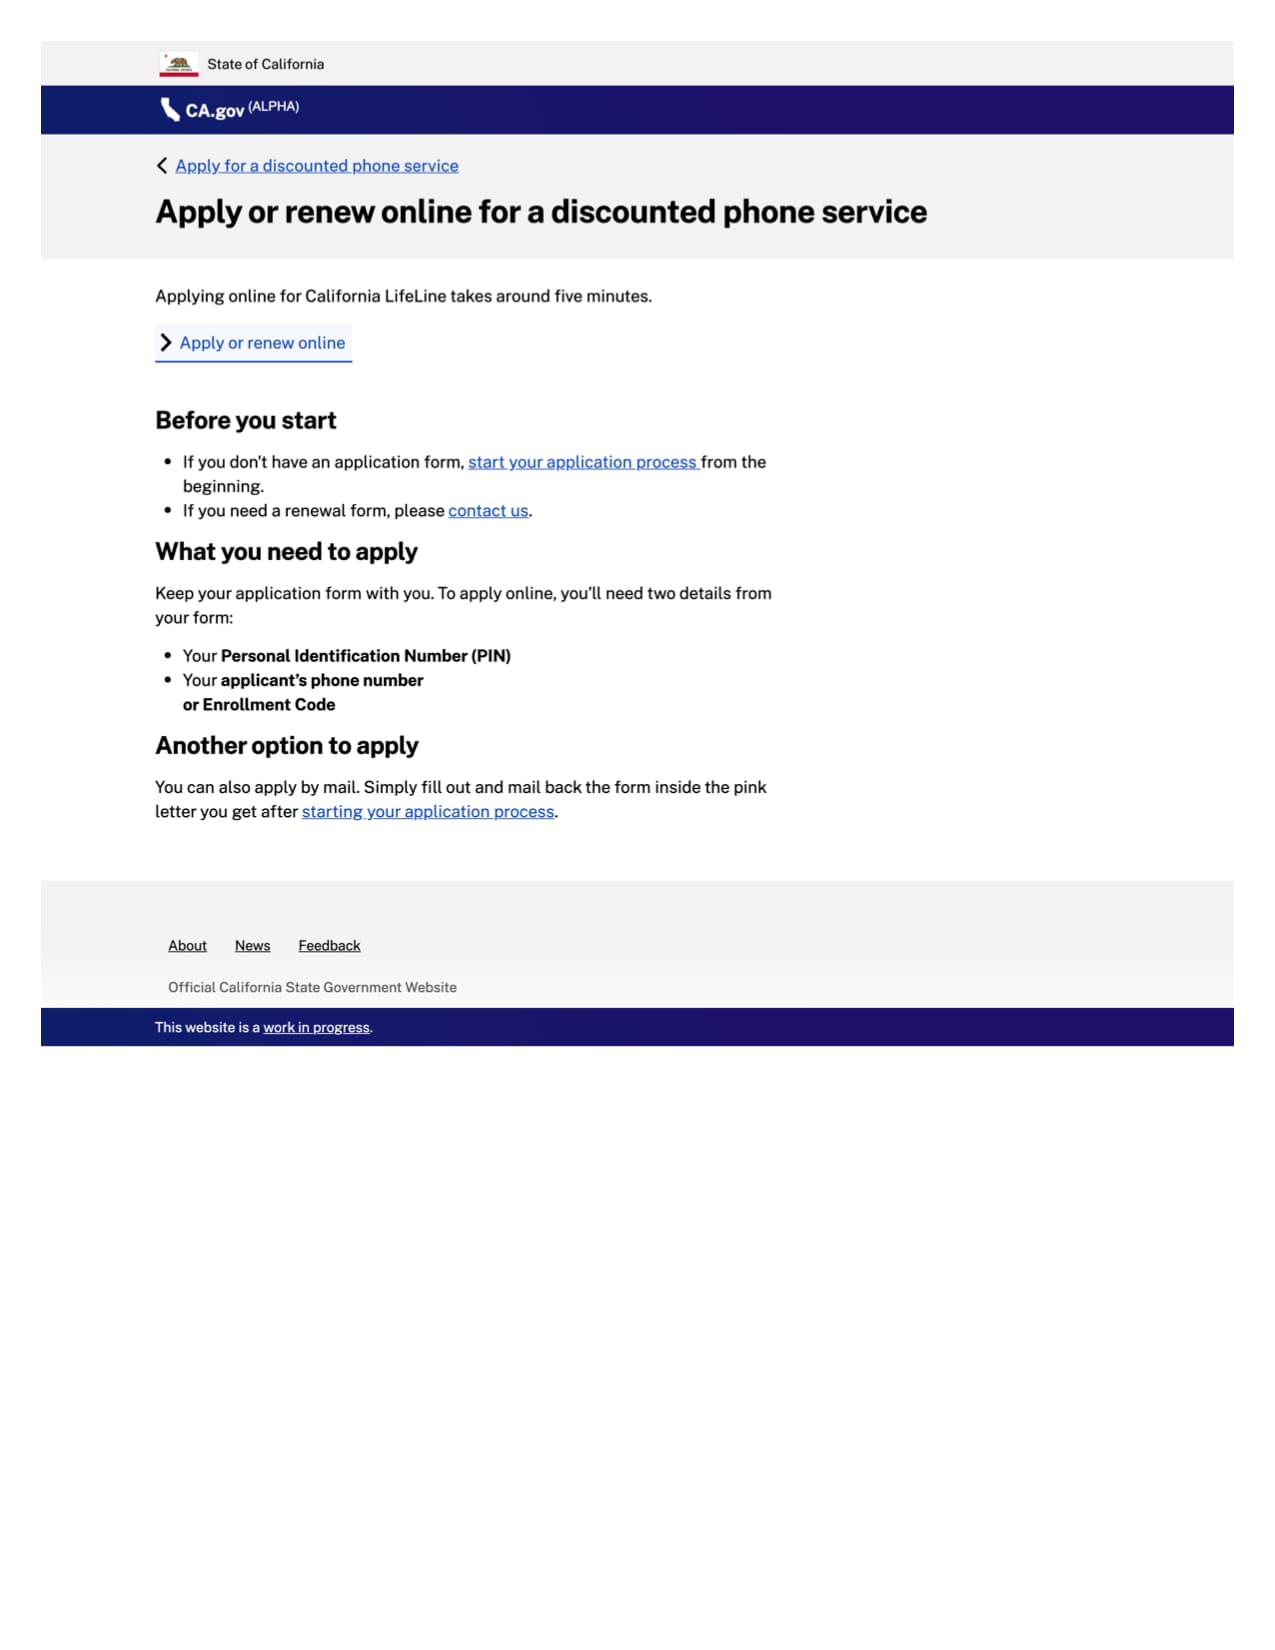 State of California
CA.gov (ALPHA)
Apply for a discounted phone service
Apply or renew online for a discounted phone service
Applying online for California LifeLine takes around five minutes.
Apply or renew online
Before you start
• If you don't have an application form, start your application process from the
beginning.
• If you need a renewal form, please contact us.
What you need to apply
Keep your application form with you. To apply online, you’ll need two details from
your form:
• Your Personal Identification Number (PIN)
• Your applicant’s phone number
or Enrollment Code
Another option to apply
You can also apply by mail. Simply fill out and mail back the form inside the pink
letter you get after starting your application process.
About News Feedback
Official California State Government Website
This website is a work in progress.